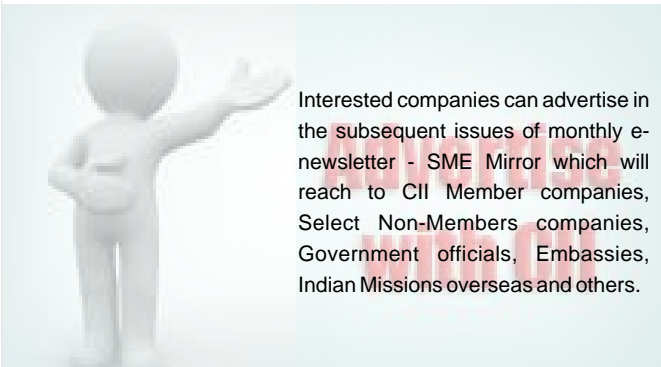 Interested companies can advertise in
the subsequent issues of monthly e-
newsletter - SME Mirror which will
reach to CII Member companies,
Select Non-Members companies,
Government officials, Embassies,
Indian Missions overseas and others.
Advertise
with CII